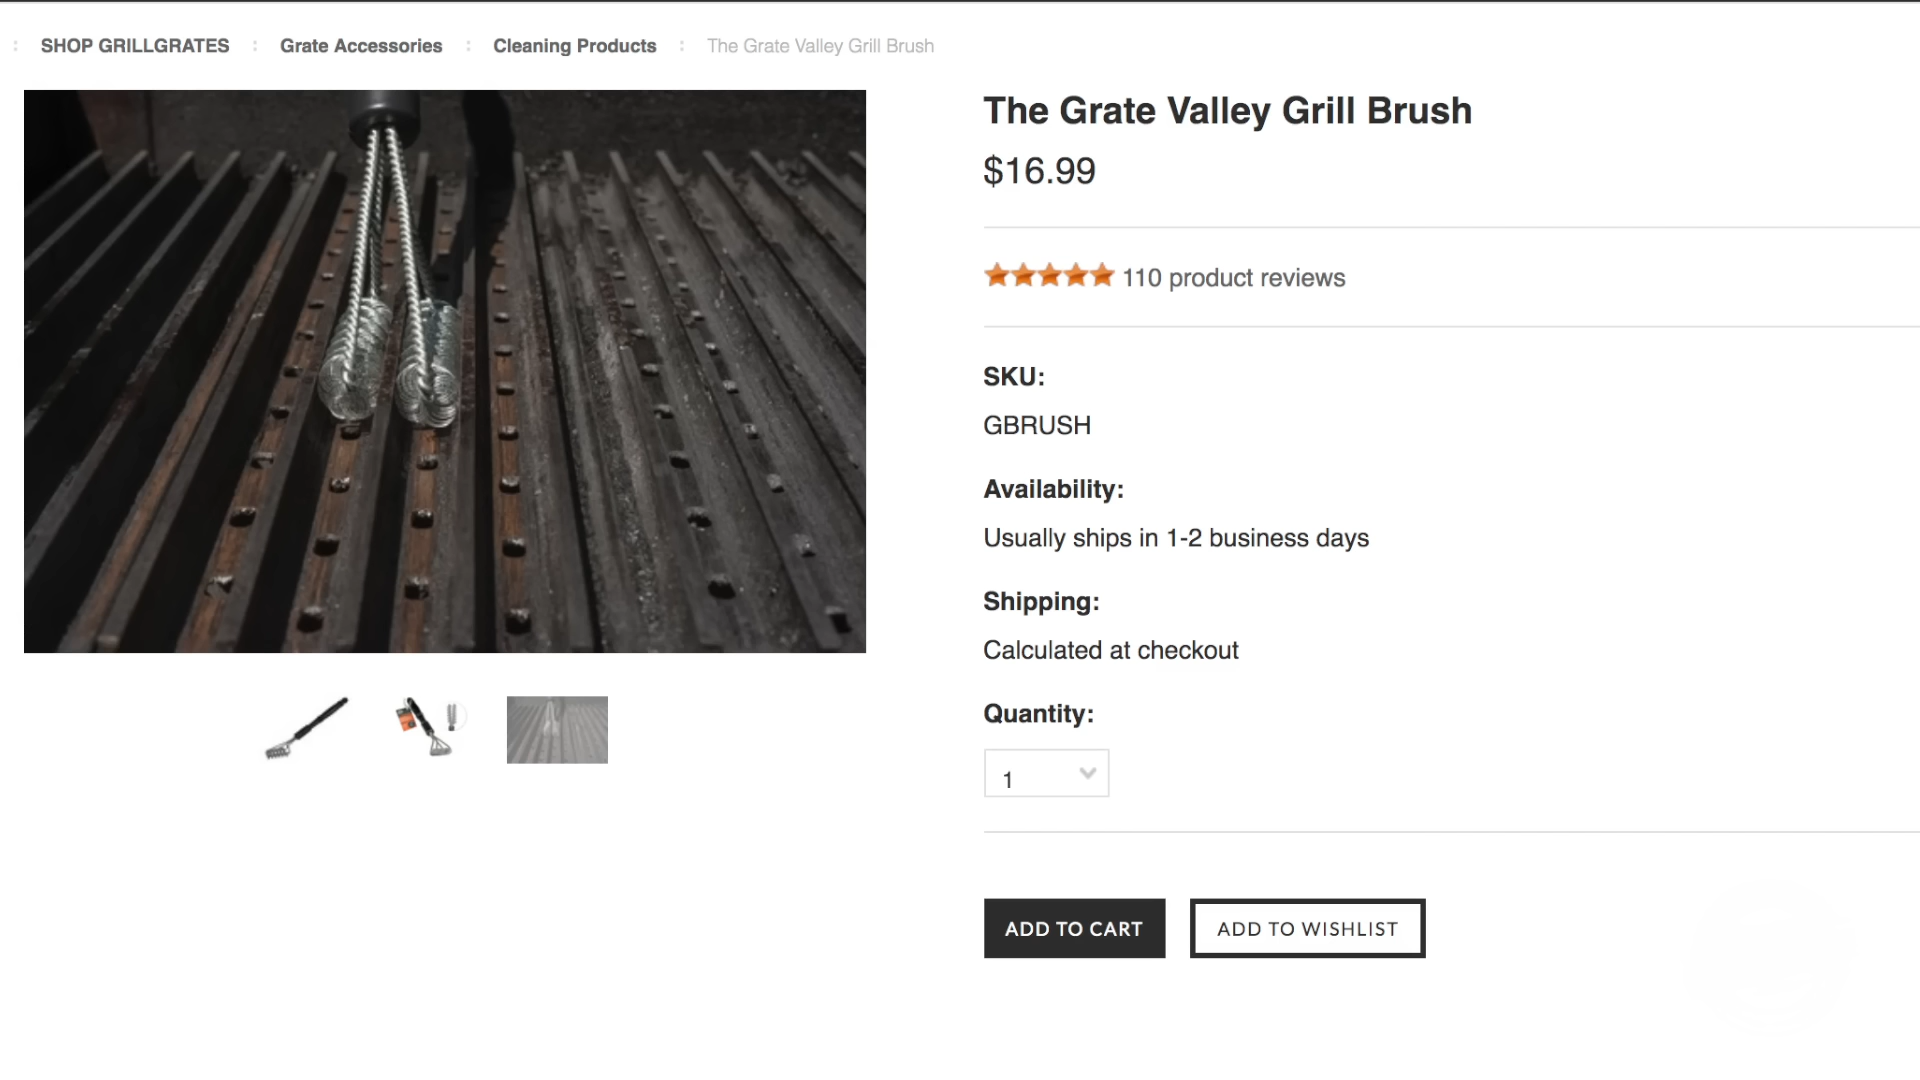 SHOP GRILLGRATES : Grate Accessories : Cleaning Products : The Grate Valley Grill Brush
The Grate Valley Grill Brush
$16.99
110 product reviews
SKU:
GBRUSH
Availability:
Usually ships in 1-2 business days
Shipping:
Calculated at checkout
Quantity:
1
ADD TO CART
ADD TO WISHLIST